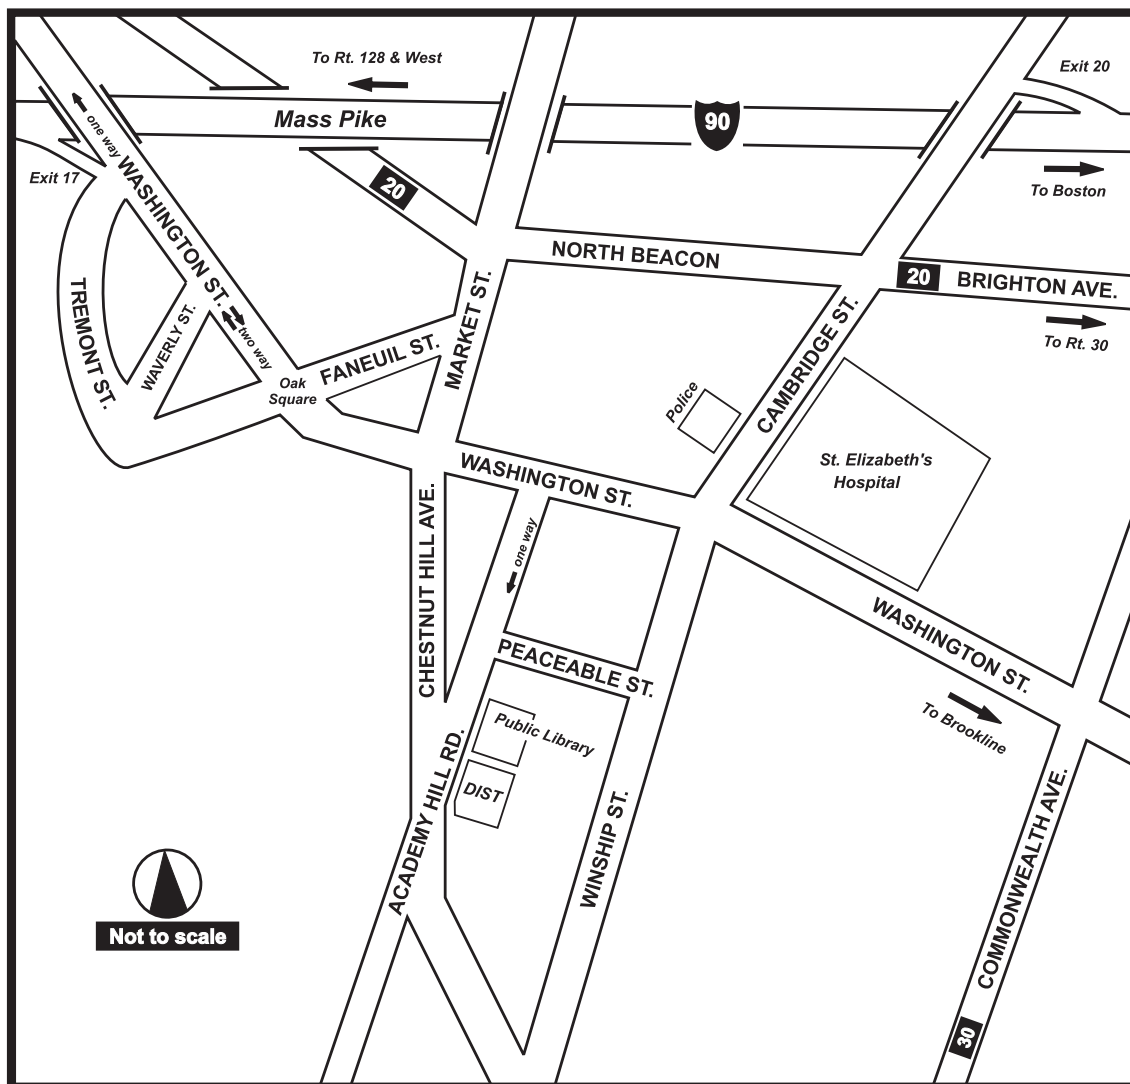 To Rt. 128 & West
Exit 20
Mass Pike
90
one way
To Boston
Exit 17
20
WASHINGTON ST.
NORTH BEACON
20
BRIGHTON AVE.
TREMONT ST.
WAVERLY ST.
two way
MARKET ST.
To Rt. 30
FANEUIL ST.
CAMBRIDGE ST.
Oak
Square
Police
St. Elizabeth's
Hospital
WASHINGTON ST.
CHESTNUT HILL AVE.
one way
WASHINGTON ST.
PEACEABLE ST.
To Brookline
Public Library
DIST
ACADEMY HILL RD.
WINSHIP ST.
COMMONWEALTH AVE.
Not to scale
30